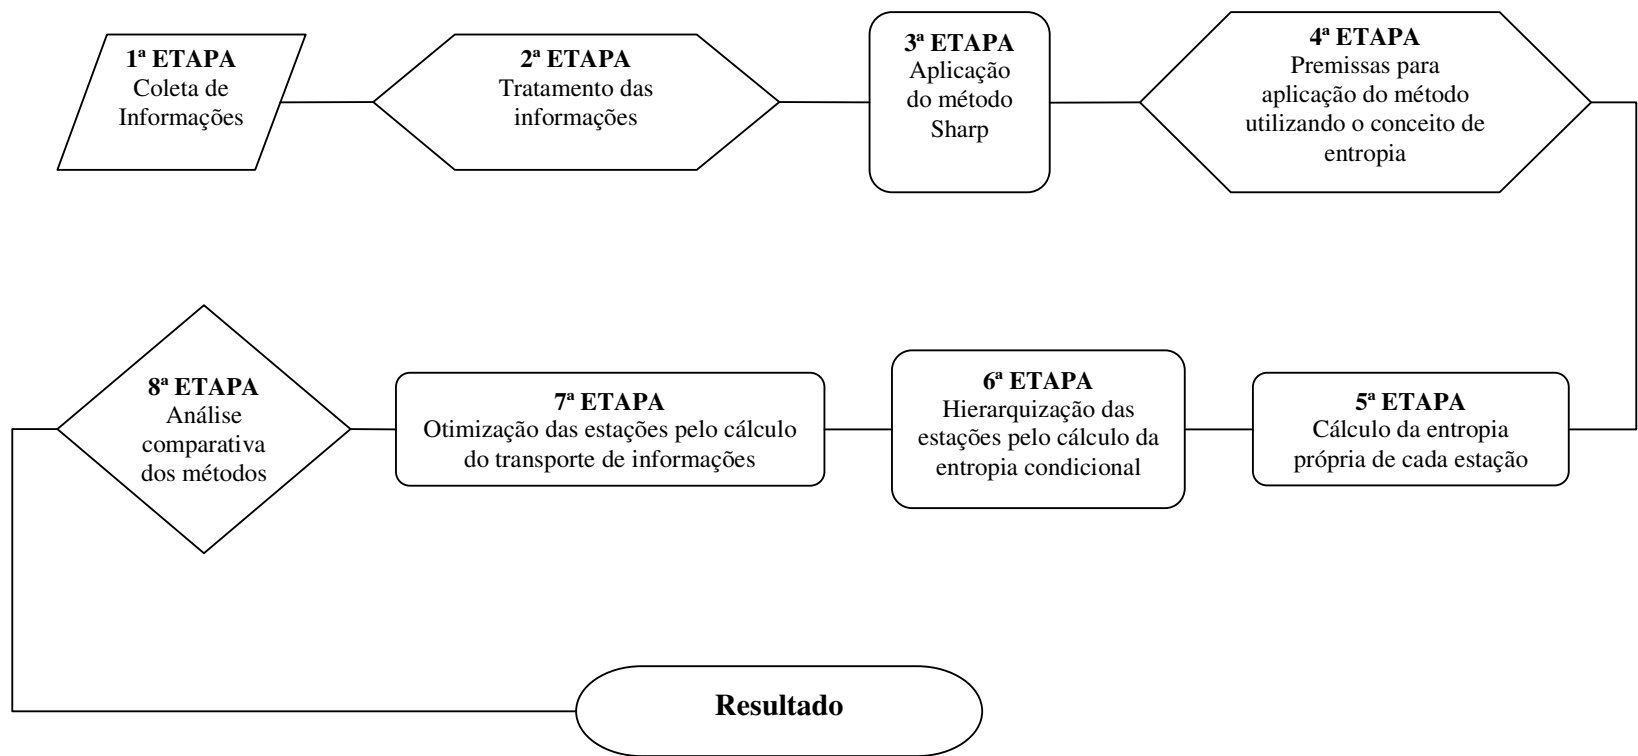 1ª ETAPA
Coleta de
Informações
2ª ETAPA
Tratamento das
informações
3ª ETAPA
Aplicação
do método
Sharp
4ª ETAPA
Premissas para
aplicação do método
utilizando o conceito de
entropia
5ª ETAPA
Cálculo da entropia
própria de cada estação
6ª ETAPA
Hierarquização das
estações pelo cálculo da
entropia condicional
7ª ETAPA
Otimização das estações pelo cálculo
do transporte de informações
8ª ETAPA
Análise
comparativa
dos métodos
Resultado